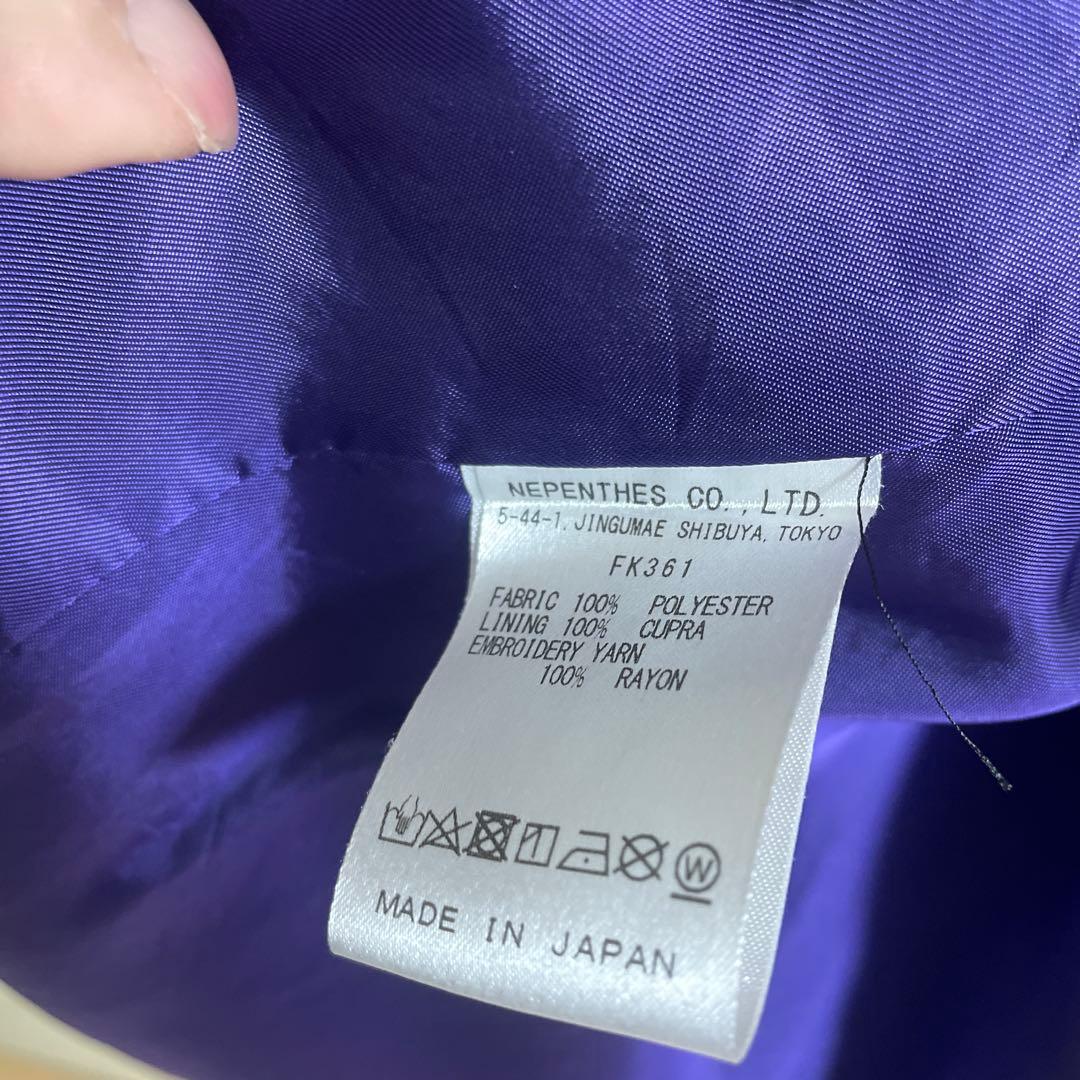 NEPENTHES CO., LTD.
5-44-1, JINGUMAE SHIBUYA, TOKYO
FK361
FABRIC 100% POLYESTER
LINING 100% CUPRA
EMBROIDERY YARN
100% RAYON
W
MADE IN JAPAN